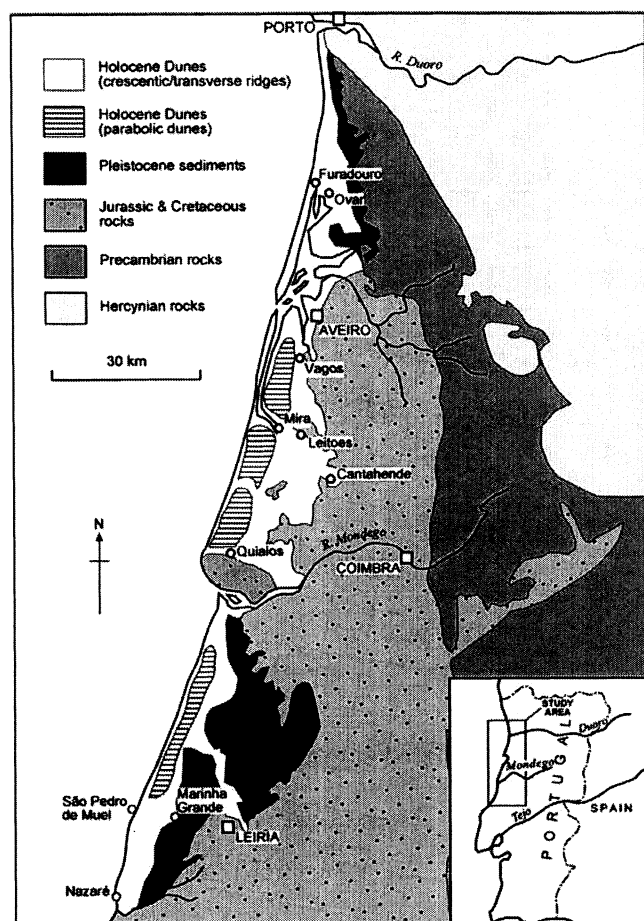 PORTO
R. Duoro
Holocene Dunes
(crescentic/transverse ridges)
Holocene Dunes
(parabolic dunes)
Pleistocene sediments
Jurassic & Cretaceous
rocks
Precambrian rocks
Hercynian rocks
30 km
Furadouro
Ovar
AVEIRO
Vagos
Mira
Leitoes
Cantahende
N
Quiaios
R. Mondego
COIMBRA
São Pedro
de Muel
Marinha
Grande
LEIRIA
Nazaré
STUDY
AREA
Duoro
Mondego
Tejo
PORTUGAL
SPAIN